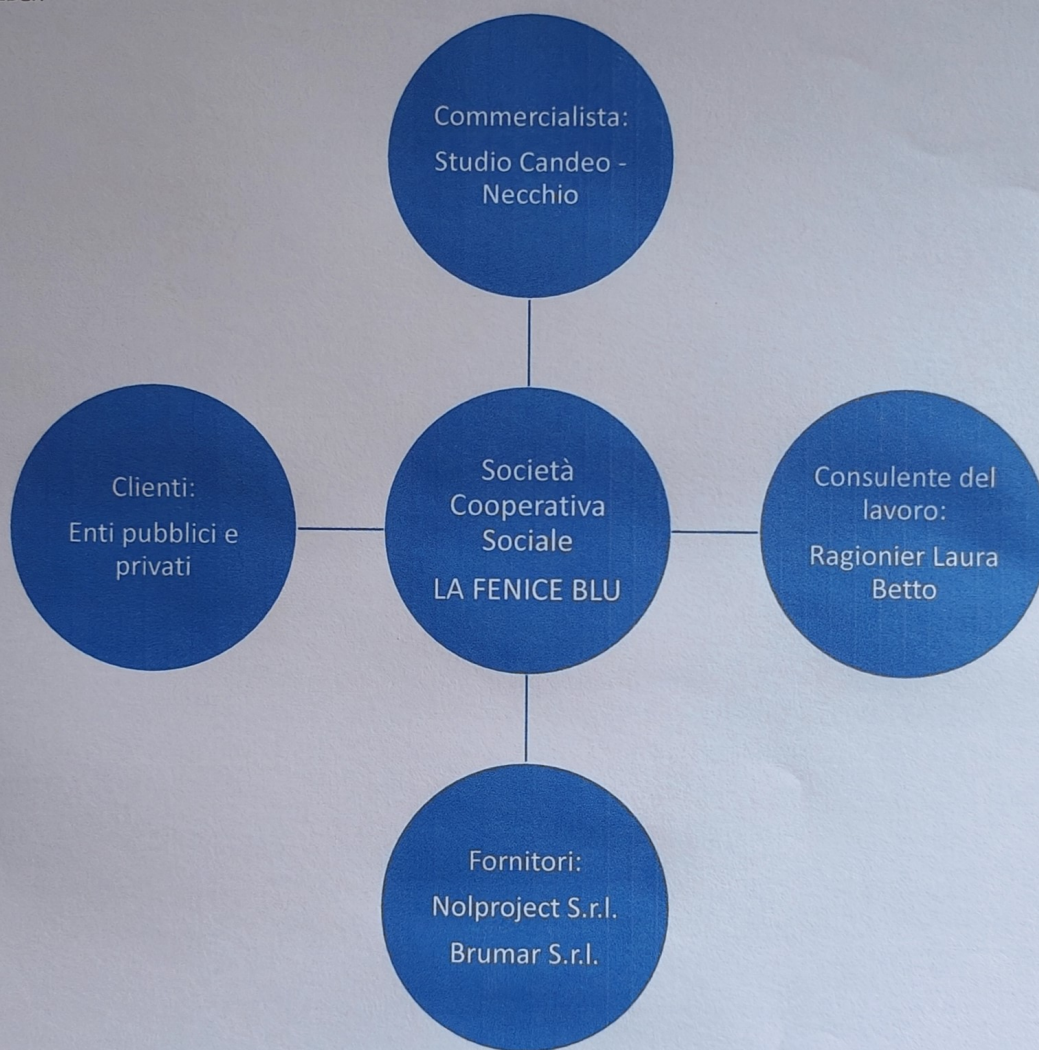 Commercialista:
Studio Candeo -
Necchio
Clienti:
Enti pubblici e
privati
Società
Cooperativa
Sociale
LA FENICE BLU
Consulente del
lavoro:
Ragionier Laura
Betto
Fornitori:
Nolproject S.r.l.
Brumar S.r.l.